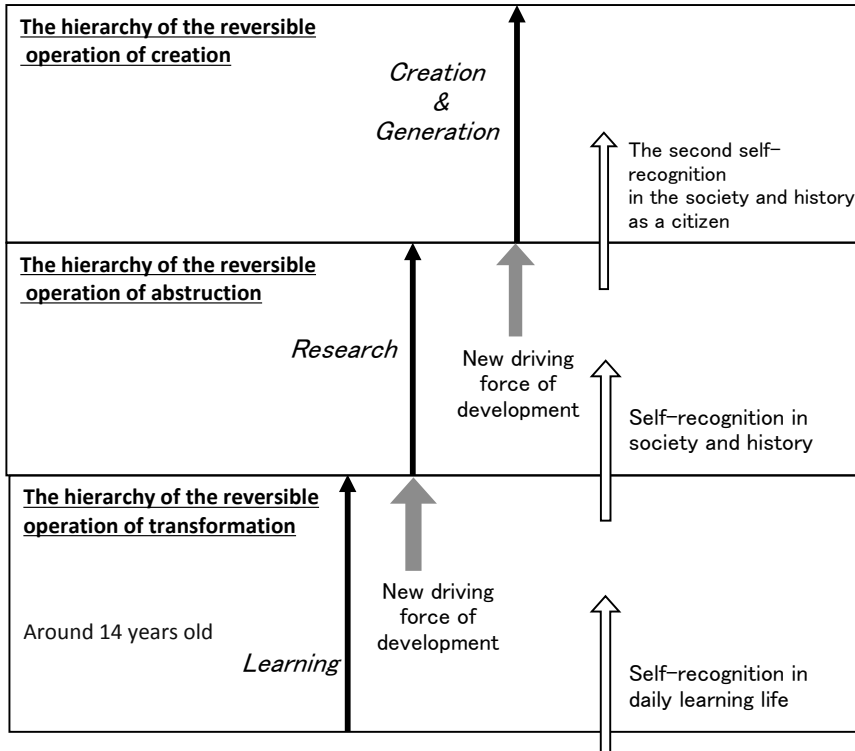 The hierarchy of the reversible
operation of creation
Creation
&
Generation
The second self-
recognition
in the society and history
as a citizen
The hierarchy of the reversible
operation of abstruction
Research
New driving
force of
development
Self-recognition in
society and history
The hierarchy of the reversible
operation of transformation
New driving
force of
development
Around 14 years old
Learning
Self-recognition in
daily learning life